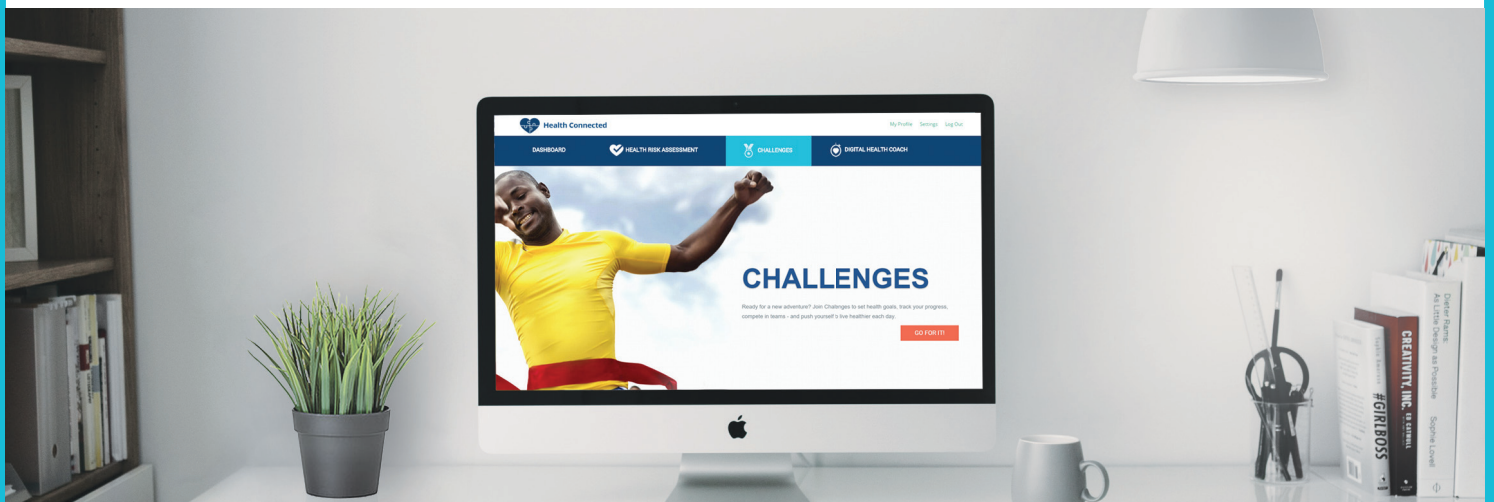 Health Connected
My Profile Settings Log Out
DASHBOARD
HEALTH RISK ASSESSMENT
CHALLENGES
DIGITAL HEALTH COACH
CHALLENGES
Ready for a new adventure? Join Challenges to set health goals, track your progress,
compete in teams - and push yourself to live healthier each day.
GO FOR IT!
Sophia Amoruso
#GIRLBOSS
CREATIVITY, INC. ED CATMULL
Dieter Rams:
As Little Design as Possible
Sophie Lovell